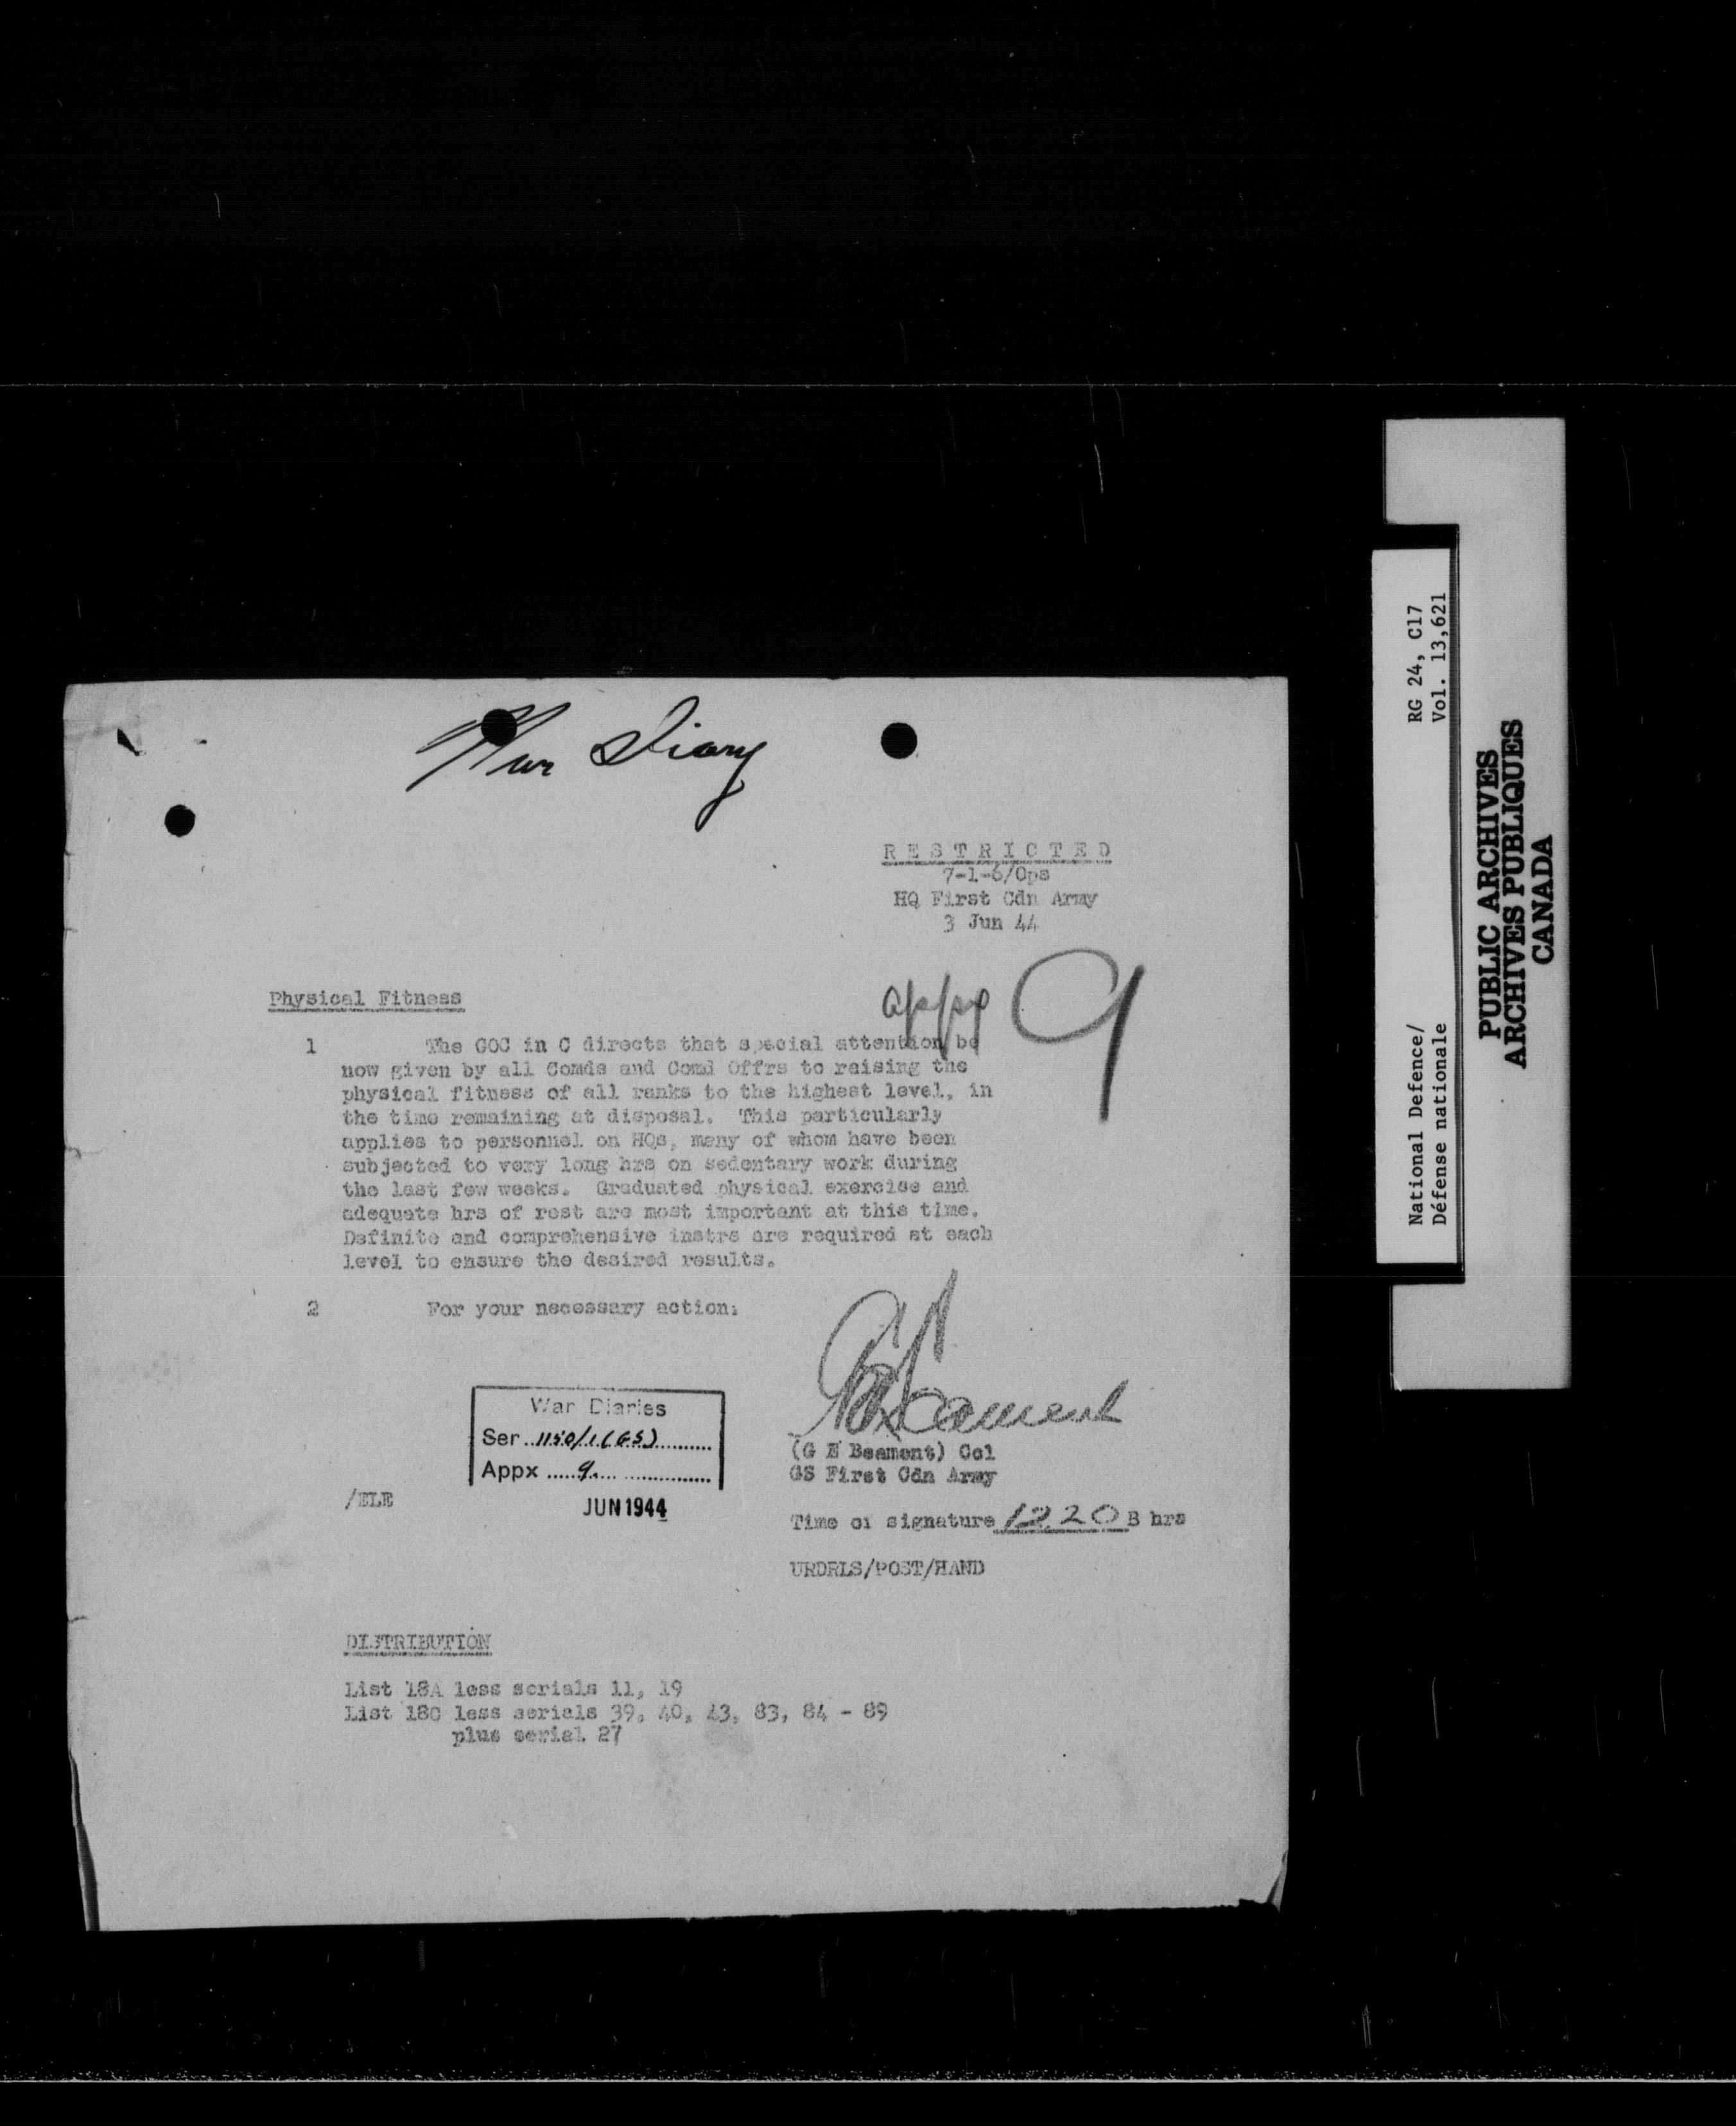 War Diary
RESTRICTED
7-1-6/Ops
HQ First Cdn Army
3 Jun 44
appx 9
Physical Fitness
1 The GOC in C directs that special attention be
now given by all Comds and Comd Offrs to raising the
physical fitness of all ranks to the highest level, in
the time remaining at disposal. This particularly
applies to personnel on HQs, many of whom have been
subjected to very long hrs on sedentary work during
the last few weeks. Graduated physical exercise and
adequate hrs of rest are most important at this time.
Definite and comprehensive instrs are required at each
level to ensure the desired results.
2 For your necessary action.
GEBeament
(G E Beament) Col
GS First Cdn Army
Time of signature 1220 B hrs
URDRLS/POST/HAND
War Diaries
Ser 1150/1(GS)
Appx 9.
/ELE
JUN 1944
DISTRIBUTION
List 18A less serials 11, 19
List 18C less serials 39, 40, 43, 83, 84 - 89
plus serial 27
National Defence/ RG 24, C17
Défense nationale Vol. 13,621
PUBLIC ARCHIVES
ARCHIVES PUBLIQUES
CANADA